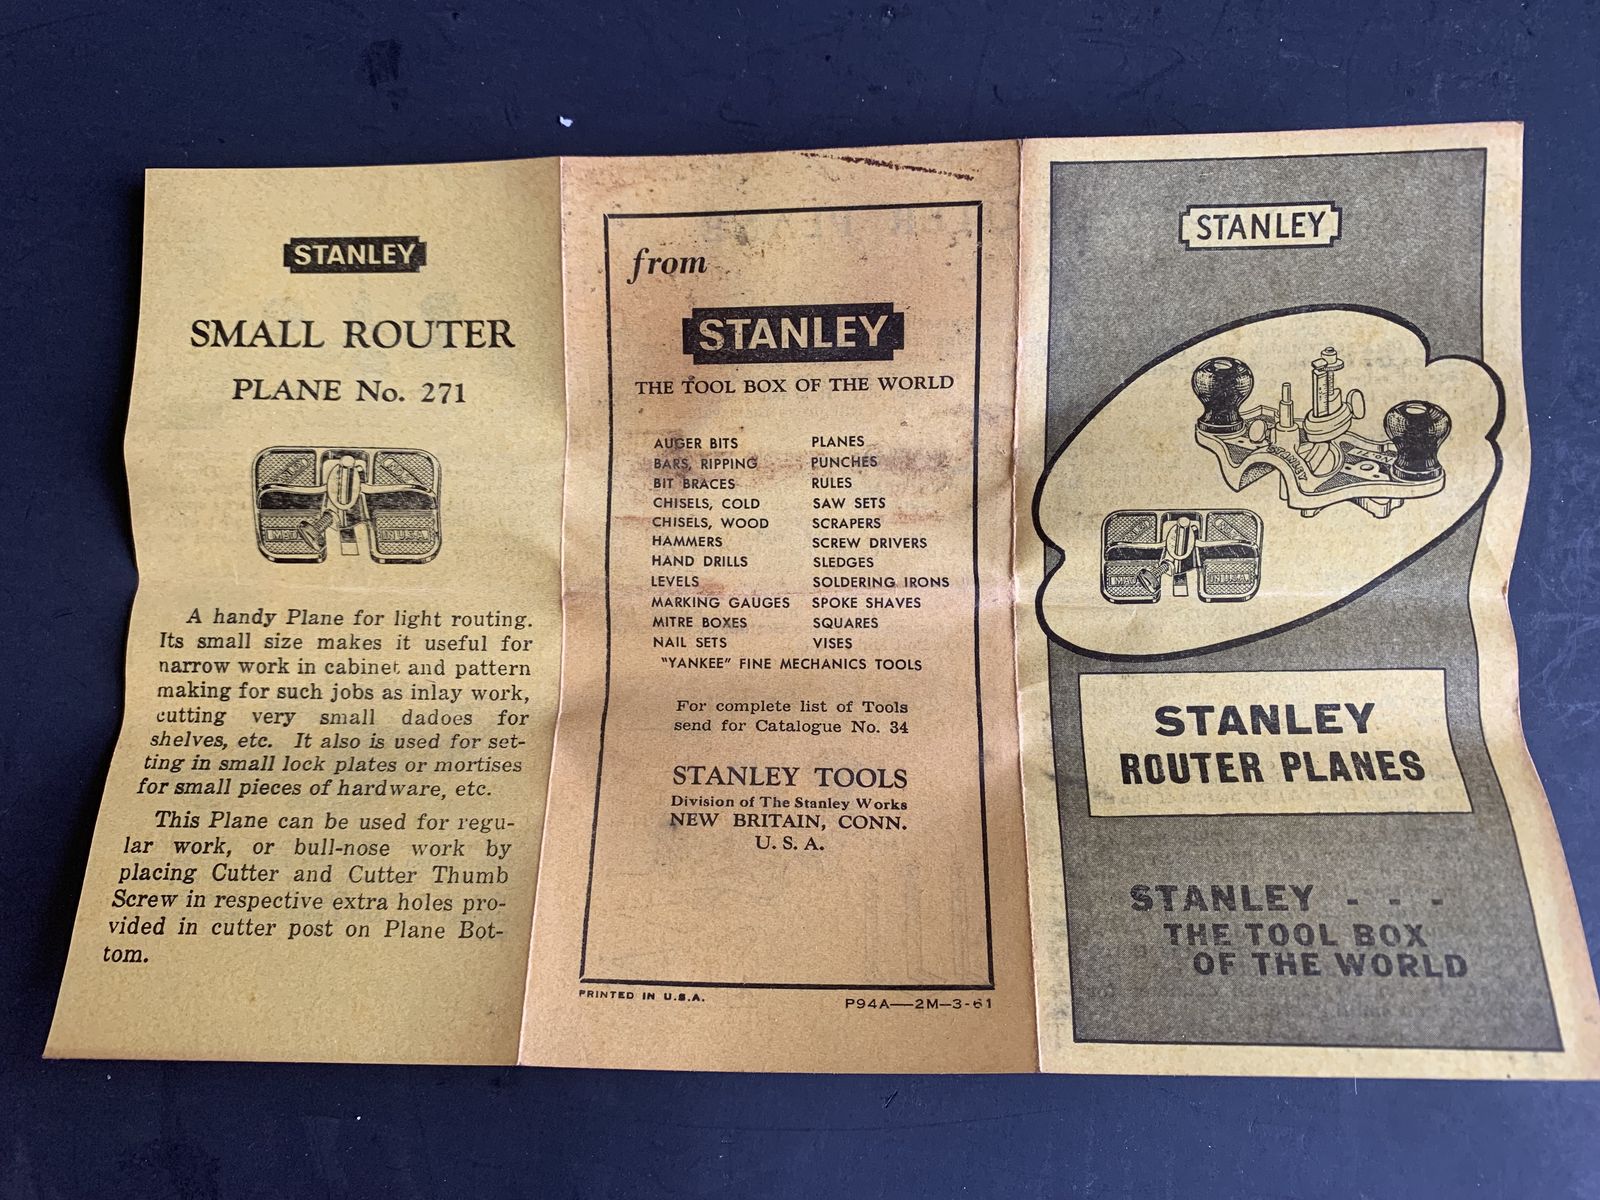 STANLEY
SMALL ROUTER
PLANE No. 271
MADE
IN U.S.A.
A handy Plane for light routing.
Its small size makes it useful for
narrow work in cabinet and pattern
making for such jobs as inlay work,
cutting very small dadoes for
shelves, etc. It also is used for set-
ting in small lock plates or mortises
for small pieces of hardware, etc.
This Plane can be used for regu-
lar work, or bull-nose work by
placing Cutter and Cutter Thumb
Screw in respective extra holes pro-
vided in cutter post on Plane Bot-
tom.
from
STANLEY
THE TOOL BOX OF THE WORLD
AUGER BITS
BARS, RIPPING
BIT BRACES
CHISELS, COLD
CHISELS, WOOD
HAMMERS
HAND DRILLS
LEVELS
MARKING GAUGES
MITRE BOXES
NAIL SETS
PLANES
PUNCHES
RULES
SAW SETS
SCRAPERS
SCREW DRIVERS
SLEDGES
SOLDERING IRONS
SPOKE SHAVES
SQUARES
VISES
"YANKEE" FINE MECHANICS TOOLS
For complete list of Tools
send for Catalogue No. 34
STANLEY TOOLS
Division of The Stanley Works
NEW BRITAIN, CONN.
U. S. A.
PRINTED IN U.S.A.
P94A—2M—3-61
STANLEY
STANLEY
No 71
IN U.S.A.
STANLEY
ROUTER PLANES
STANLEY - - -
THE TOOL BOX
OF THE WORLD